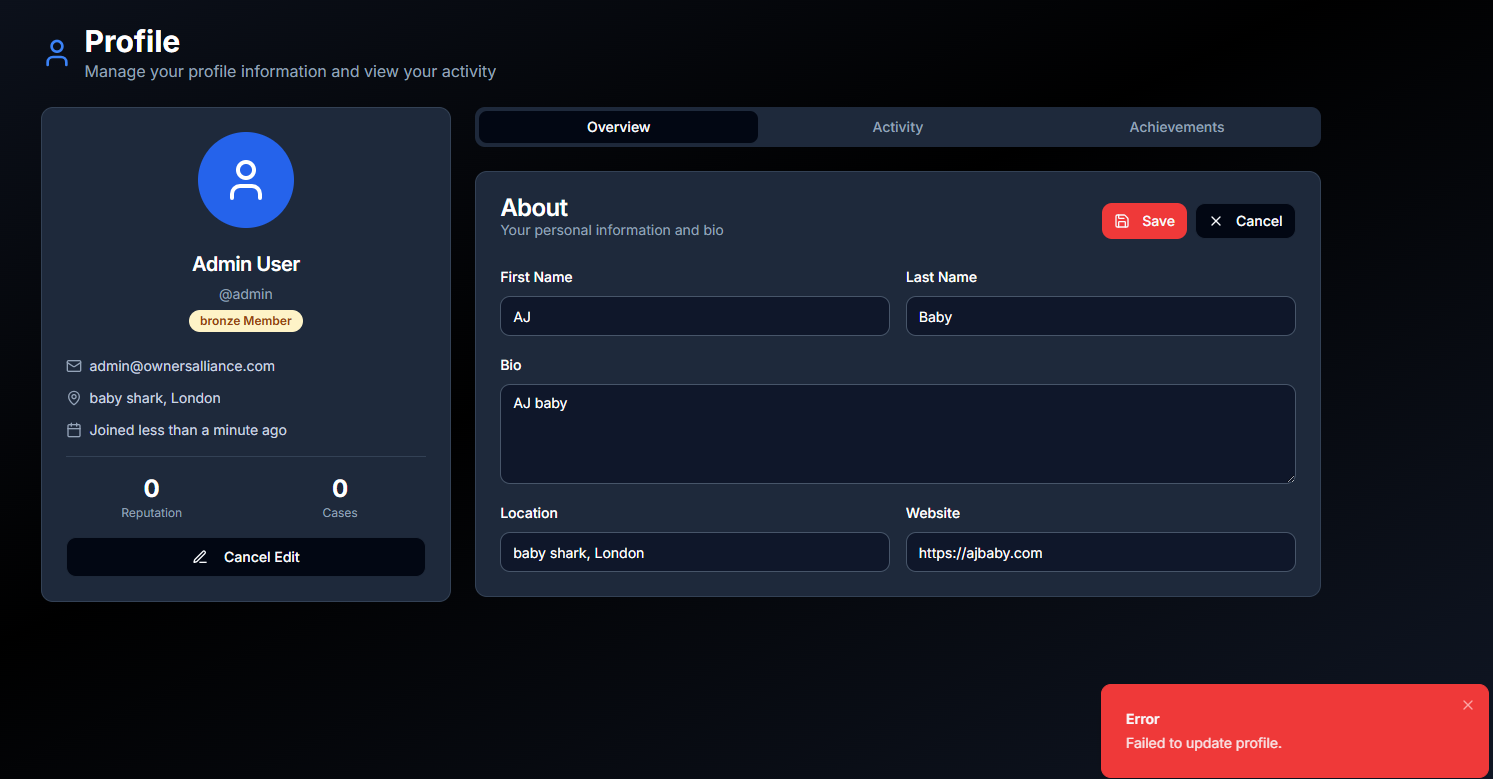 Profile
Manage your profile information and view your activity
Admin User
@admin
bronze Member
admin@ownersalliance.com
baby shark, London
Joined less than a minute ago
0
Reputation
0
Cases
Cancel Edit
Overview
Activity
Achievements
About
Your personal information and bio
Save
Cancel
First Name
Last Name
AJ
Baby
Bio
AJ baby
Location
Website
baby shark, London
https://ajbaby.com
Error
Failed to update profile.